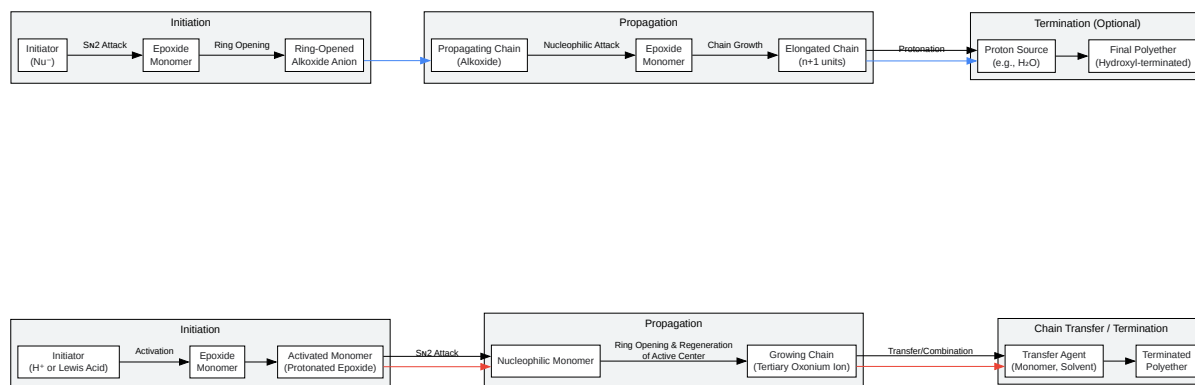 Initiation
Initiator
(Nu⁻)
Sɴ2 Attack
Epoxide
Monomer
Ring Opening
Ring-Opened
Alkoxide Anion
Propagation
Propagating Chain
(Alkoxide)
Nucleophilic Attack
Epoxide
Monomer
Chain Growth
Elongated Chain
(n+1 units)
Protonation
Termination (Optional)
Proton Source
(e.g., H₂O)
Final Polyether
(Hydroxyl-terminated)
Initiation
Initiator
(H⁺ or Lewis Acid)
Activation
Epoxide
Monomer
Activated Monomer
(Protonated Epoxide)
Sɴ2 Attack
Propagation
Nucleophilic Monomer
Ring Opening & Regeneration
of Active Center
Growing Chain
(Tertiary Oxonium Ion)
Transfer/Combination
Chain Transfer / Termination
Transfer Agent
(Monomer, Solvent)
Terminated
Polyether